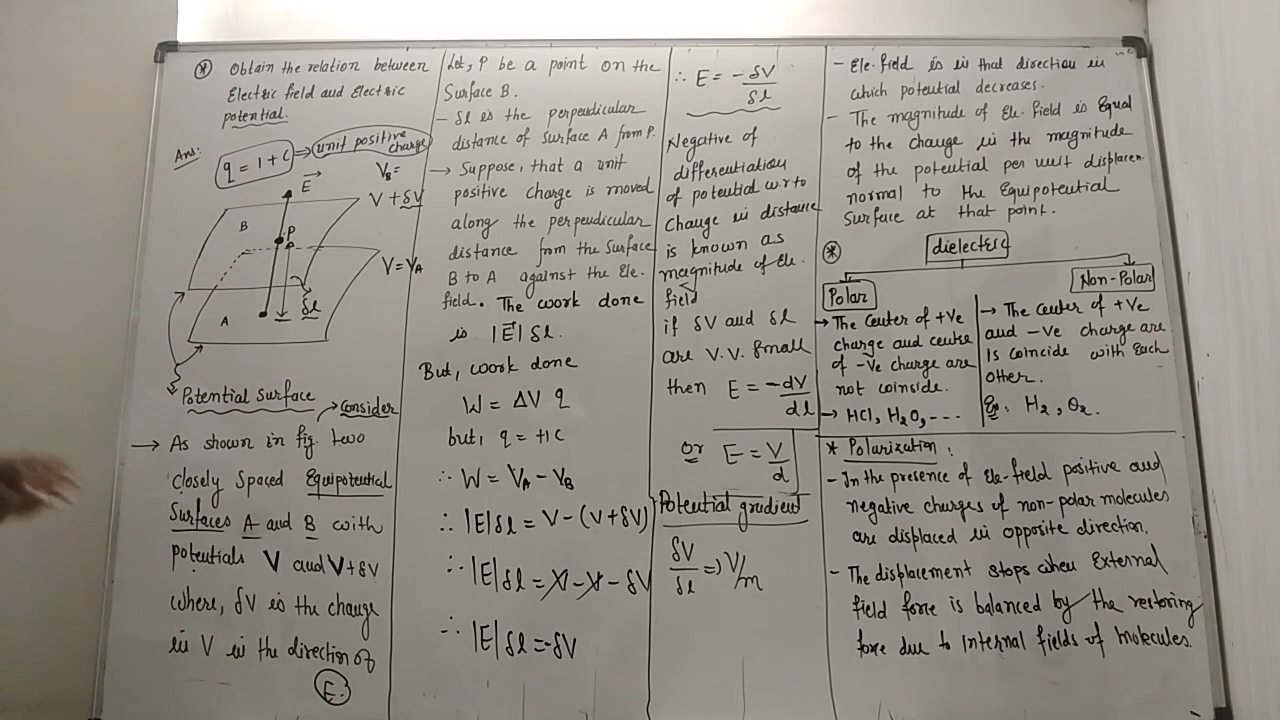 * Obtain the relation between
Electric field and Electric
potential.
Ans:
q = 1 + C ⇒ unit positive
charge
V_B =
V + δV
E⃗
B
P
V = V_A
δl
A
Potential Surface
Consider
→ As shown in fig. two
closely Spaced Equipotential
Surfaces A and B with
potentials V and V + δV
where, δV is the change
in V in the direction of
E.
Let, P be a point on the
Surface B.
- δl is the perpendicular
distance of Surface A from P.
→ Suppose, that a unit
positive charge is moved
along the perpendicular
distance from the Surface
B to A against the Ele.
field. The work done
is |E⃗| δl.
But, work done
W = ΔV q
but, q = +1C
∴ W = V_A - V_B
∴ |E| δl = V - (V + δV)
∴ |E| δl = V - V - δV
∴ |E| δl = -δV
∴ E = -δV/δl
Negative of
differentiation
of potential w.r to
Change in distance
is known as
magnitude of Ele.
field
if δV and δl
are V.V. Small
then E = -dV/dl
or E = V/d
Potential gradient
δV/δl ⇒ V/m
- Ele. field is in that direction in
which potential decreases.
- The magnitude of Ele. field is Equal
to the change in the magnitude
of the potential per unit displacen.
normal to the Equipotential
Surface at that point.
* dielectric
Polar
Non-Polar
→ The center of +Ve
charge and centre
of -Ve charge are
not coinside.
→ HCl, H₂O, ---
→ The center of +Ve
and -Ve charge are
is coincide with Each
other.
Eg: H₂, O₂.
* Polarization:
- In the presence of Ele-field positive and
negative charges of non-polar molecules
are displaced in opposite direction.
- The displacement stops when External
field force is balanced by the restoring
force due to Internal fields of molecules.